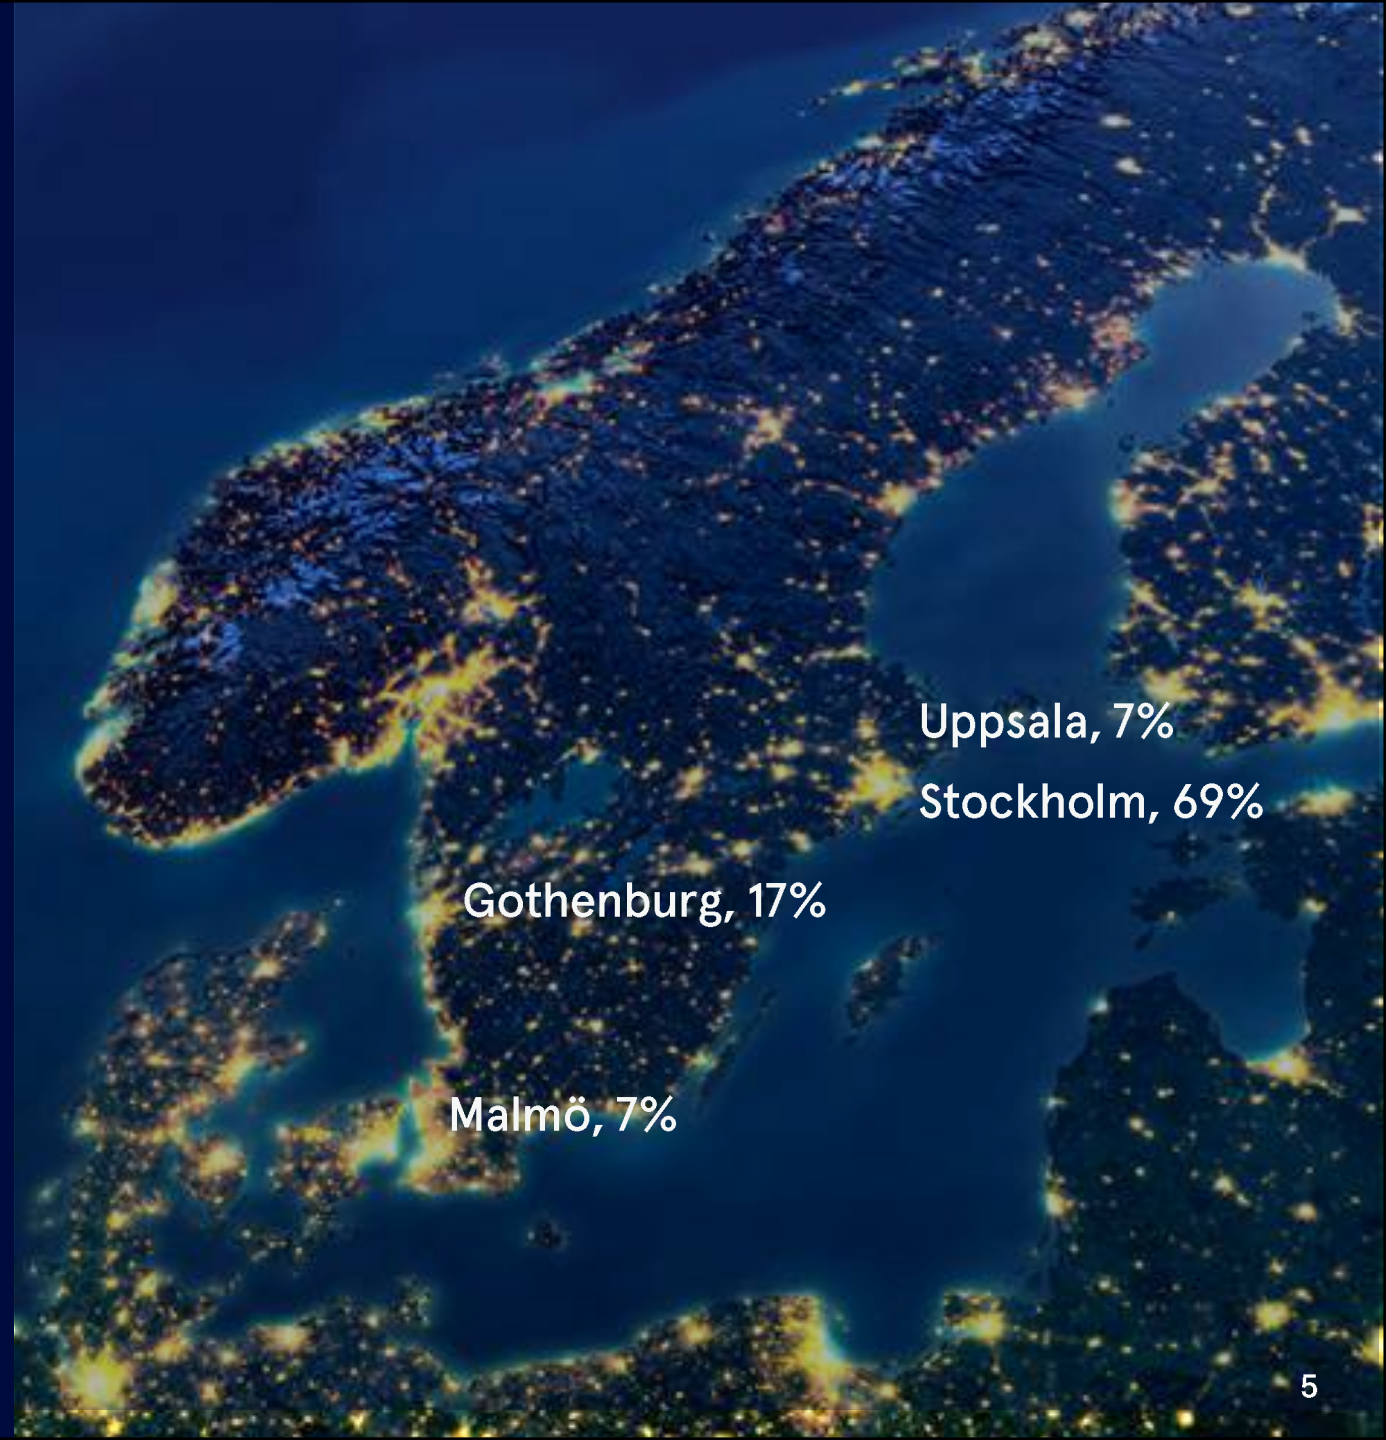 Uppsala, 7%
Stockholm, 69%
Gothenburg, 17%
Malmö, 7%
5